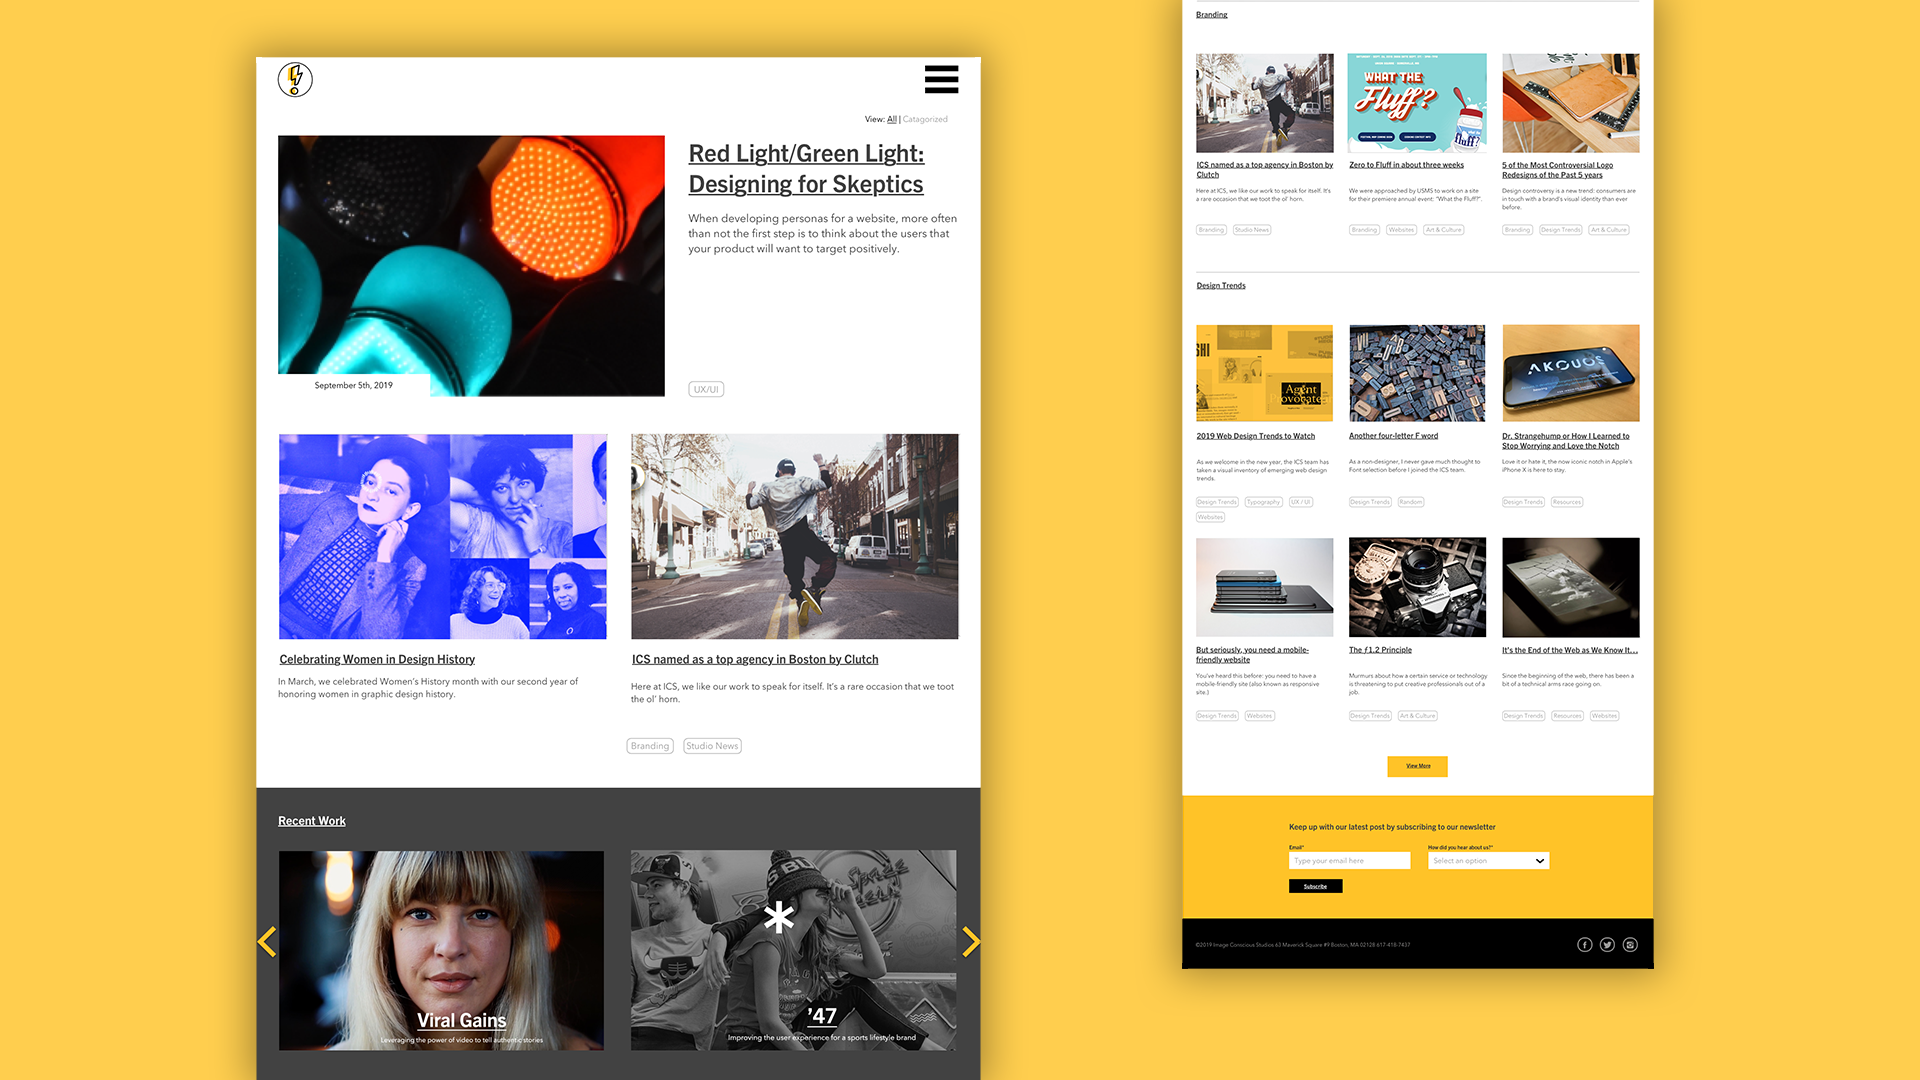 View: All | Catagorized
Red Light/Green Light:
Designing for Skeptics
When developing personas for a website, more often
than not the first step is to think about the users that
your product will want to target positively.
September 5th, 2019
UX/UI
Celebrating Women in Design History
In March, we celebrated Women's History month with our second year of
honoring women in graphic design history.
ICS named as a top agency in Boston by Clutch
Here at ICS, we like our work to speak for itself. It's a rare occasion that we toot
the ol' horn.
Branding
Studio News
Recent Work
Viral Gains
Leveraging the power of video to tell authentic stories
*
'47
Improving the user experience for a sports lifestyle brand
Branding
WHAT THE
Fluff?
ICS named as a top agency in Boston by
Clutch
Here at ICS, we like our work to speak for itself. It's
a rare occasion that we toot the ol' horn.
Branding
Studio News
Zero to Fluff in about three weeks
We were approached by USMS to work on a site
for their premiere annual event: "What the Fluff?".
Branding
Websites
Art & Culture
5 of the Most Controversial Logo
Redesigns of the Past 5 years
Design controversy is a new trend: consumers are
in touch with a brand's visual identity than ever
before.
Branding
Design Trends
Art & Culture
Design Trends
Agent
Provocateur
AKQUOS
2019 Web Design Trends to Watch
As we welcome in the new year, the ICS team has
taken a visual inventory of emerging web design
trends.
Design Trends
Typography
UX / UI
Websites
Another four-letter F word
As a non-designer, I never gave much thought to
Font selection before I joined the ICS team.
Design Trends
Random
Dr. Strangehump or How I Learned to
Stop Worrying and Love the Notch
Love it or hate it, the now iconic notch in Apple's
iPhone X is here to stay.
Design Trends
Resources
But seriously, you need a mobile-
friendly website
You've heard this before: you need to have a
mobile-friendly site (also known as responsive
site.)
Design Trends
Websites
The ƒ1.2 Principle
Murmurs about how a certain service or technology
is threatening to put creative professionals out of a
job.
Design Trends
Art & Culture
It's the End of the Web as We Know It...
Since the beginning of the web, there has been a
bit of a technical arms race going on.
Design Trends
Resources
Websites
View More
Keep up with our latest post by subscribing to our newsletter
Email*
Type your email here
How did you hear about us?*
Select an option
Subscribe
©2019 Image Conscious Studios 63 Maverick Square #9 Boston, MA 02128 617-418-7437